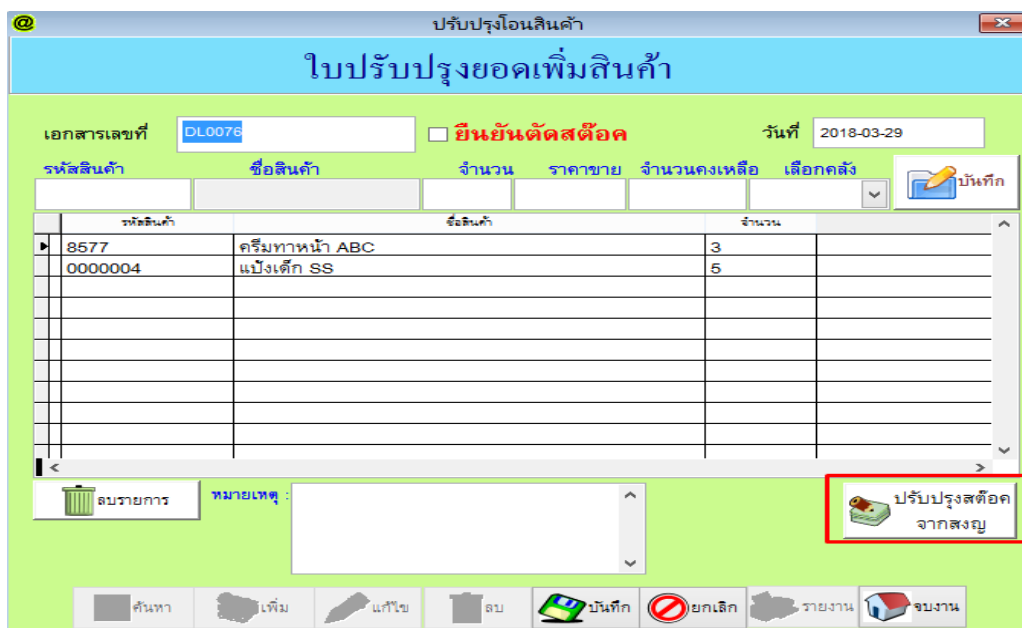 @ ปรับปรุงโอนสินค้า
ใบปรับปรุงยอดเพิ่มสินค้า
เอกสารเลขที่ DL0076 ยืนยันตัดสต๊อค วันที่ 2018-03-29
รหัสสินค้า ชื่อสินค้า จำนวน ราคาขาย จำนวนคงเหลือ เลือกคลัง บันทึก
รหัสสินค้า ชื่อสินค้า จำนวน
8577 ครีมทาหน้า ABC 3
0000004 แป้งเด็ก SS 5
ลบรายการ หมายเหตุ : ปรับปรุงสต๊อค
จากสงญ
ค้นหา เพิ่ม แก้ไข ลบ บันทึก ยกเลิก รายงาน จบงาน